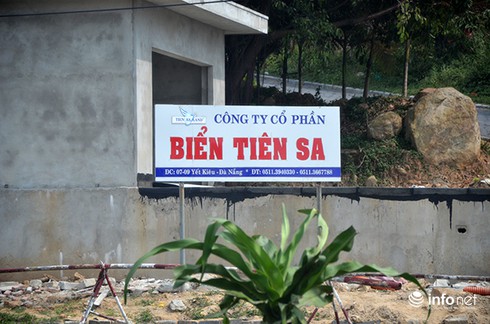 CÔNG TY CỔ PHẦN
BIỂN TIÊN SA
ĐC: 07-09 Yết Kiêu - Đà Nẵng * ĐT: 0511.3940330 - 0511.3667788
infonet